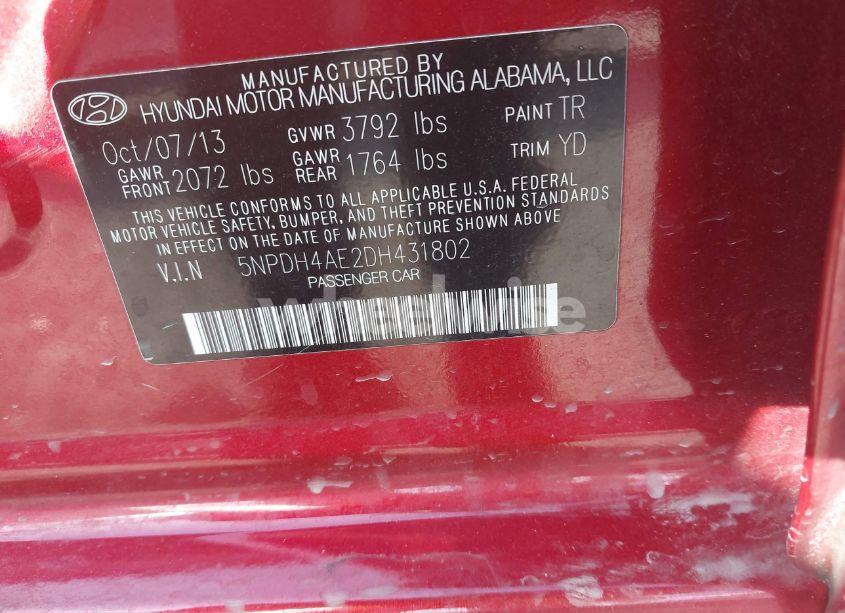 MANUFACTURED BY
HYUNDAI MOTOR MANUFACTURING ALABAMA, LLC
Oct/07/13 GVWR 3792 lbs PAINT TR
GAWR FRONT 2072 lbs GAWR REAR 1764 lbs TRIM YD
THIS VEHICLE CONFORMS TO ALL APPLICABLE U.S.A. FEDERAL
MOTOR VEHICLE SAFETY, BUMPER, AND THEFT PREVENTION STANDARDS
IN EFFECT ON THE DATE OF MANUFACTURE SHOWN ABOVE
V.I.N 5NPDH4AE2DH431802
PASSENGER CAR
wheelwise